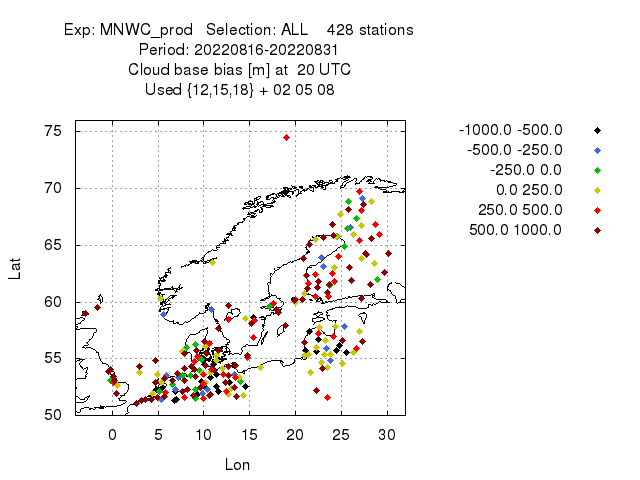 Exp: MNWC_prod   Selection: ALL    428 stations
Period: 20220816-20220831
Cloud base bias [m] at  20 UTC
Used {12,15,18} + 02 05 08
-1000.0 -500.0
-500.0 -250.0
-250.0 0.0
0.0 250.0
250.0 500.0
500.0 1000.0
75
70
65
60
55
50
Lat
0 5 10 15 20 25 30
Lon